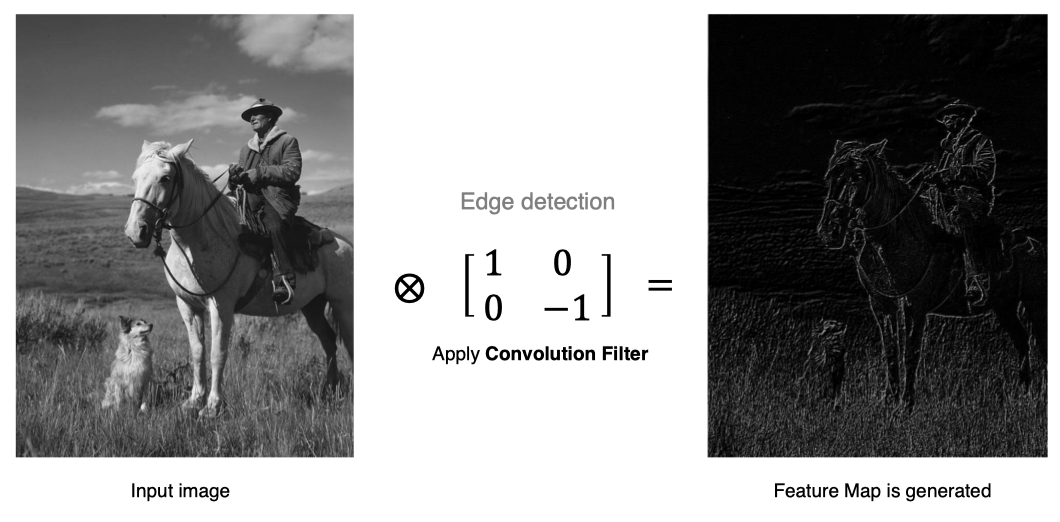 Edge detection
⊗ [1 0
0 −1] =
Apply Convolution Filter
Input image
Feature Map is generated